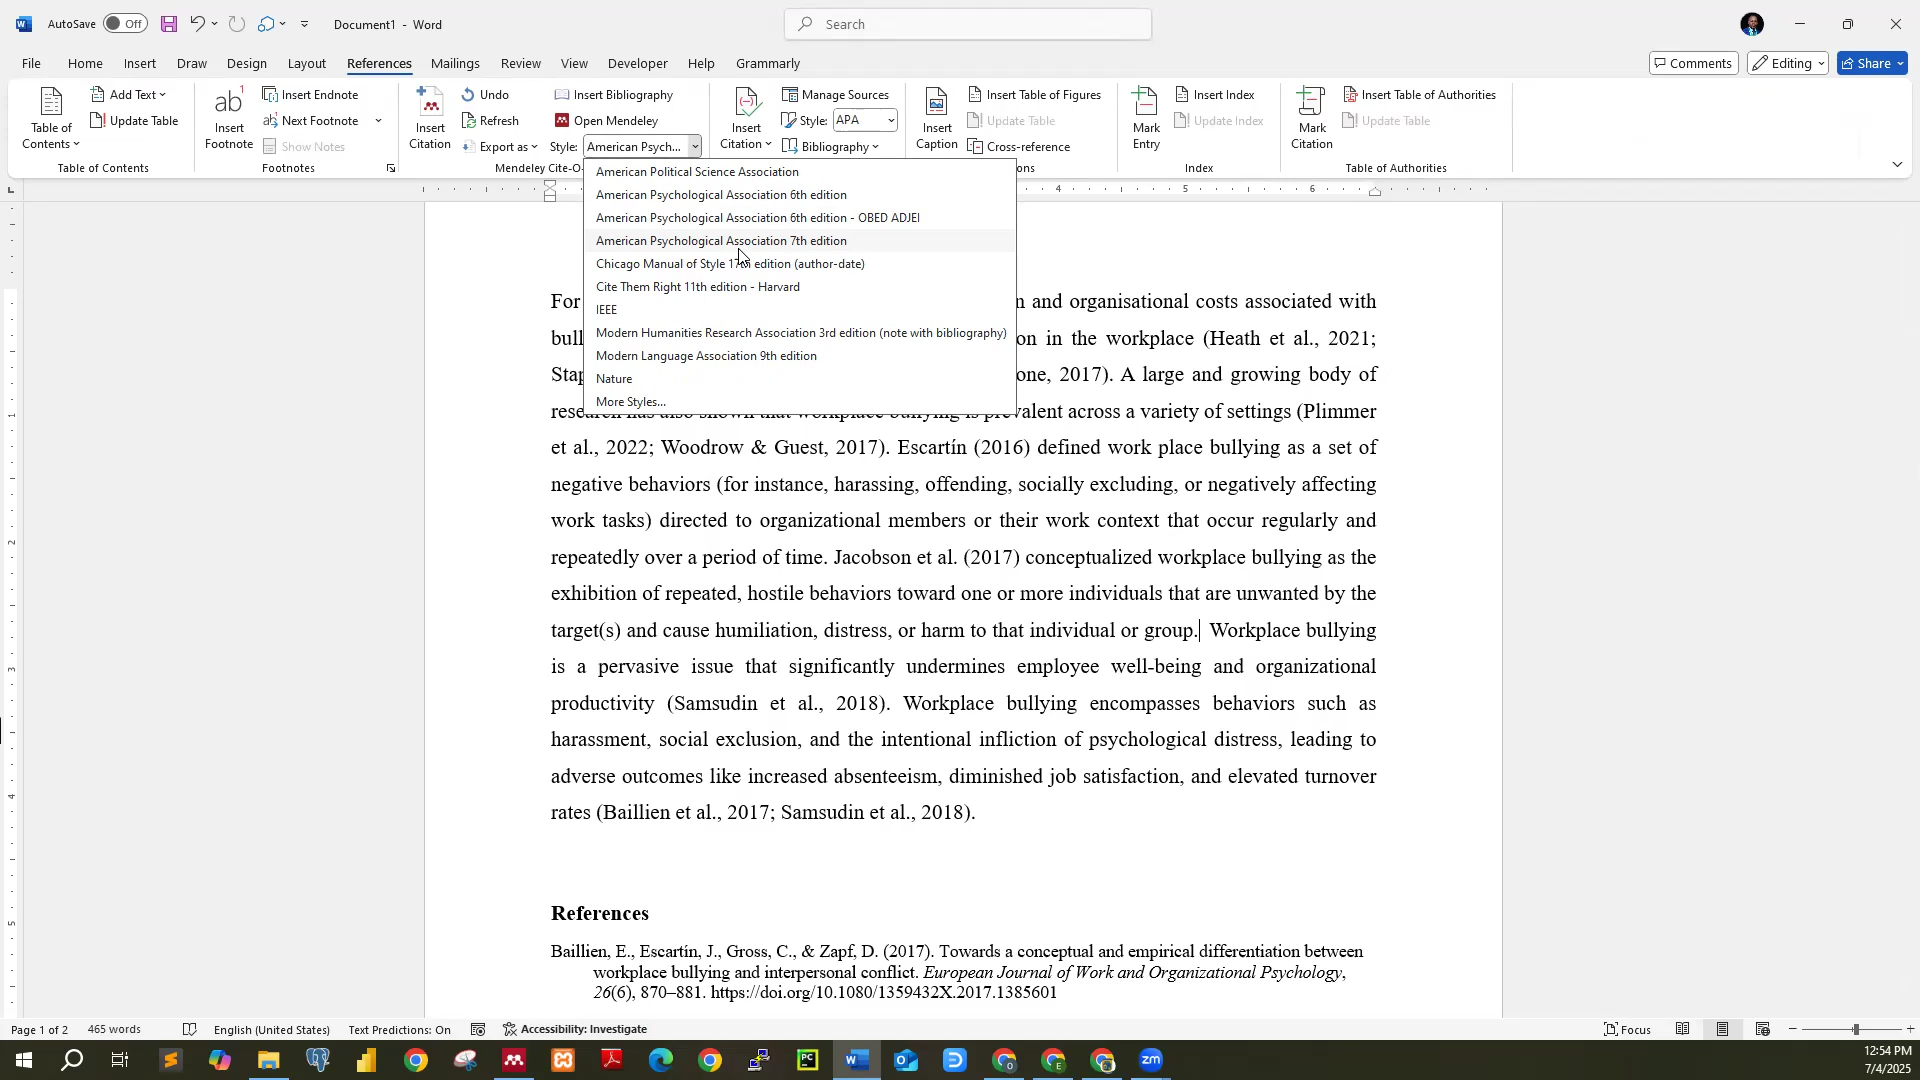 AutoSave Off Document1 - Word Search
File Home Insert Draw Design Layout References Mailings Review View Developer Help Grammarly Comments Editing Share
Table of Contents
Add Text
Update Table
Table of Contents
ab
Insert Footnote
Insert Endnote
Next Footnote
Show Notes
Footnotes
Insert Citation
Undo
Refresh
Export as
Insert Bibliography
Open Mendeley
Style: American Psych...
Mendeley Cite-O-
Insert Citation
Manage Sources
Style: APA
Bibliography
Insert Caption
Insert Table of Figures
Update Table
Cross-reference
ons
Mark Entry
Insert Index
Update Index
Index
Mark Citation
Insert Table of Authorities
Update Table
Table of Authorities
American Political Science Association
American Psychological Association 6th edition
American Psychological Association 6th edition - OBED ADJEI
American Psychological Association 7th edition
Chicago Manual of Style 17th edition (author-date)
Cite Them Right 11th edition - Harvard
IEEE
Modern Humanities Research Association 3rd edition (note with bibliography)
Modern Language Association 9th edition
Nature
More Styles...
For n and organisational costs associated with
bull on in the workplace (Heath et al., 2021;
Stap one, 2017). A large and growing body of
research has also shown that workplace bullying is prevalent across a variety of settings (Plimmer
et al., 2022; Woodrow & Guest, 2017). Escartín (2016) defined work place bullying as a set of
negative behaviors (for instance, harassing, offending, socially excluding, or negatively affecting
work tasks) directed to organizational members or their work context that occur regularly and
repeatedly over a period of time. Jacobson et al. (2017) conceptualized workplace bullying as the
exhibition of repeated, hostile behaviors toward one or more individuals that are unwanted by the
target(s) and cause humiliation, distress, or harm to that individual or group. Workplace bullying
is a pervasive issue that significantly undermines employee well-being and organizational
productivity (Samsudin et al., 2018). Workplace bullying encompasses behaviors such as
harassment, social exclusion, and the intentional infliction of psychological distress, leading to
adverse outcomes like increased absenteeism, diminished job satisfaction, and elevated turnover
rates (Baillien et al., 2017; Samsudin et al., 2018).
References
Baillien, E., Escartín, J., Gross, C., & Zapf, D. (2017). Towards a conceptual and empirical differentiation between
workplace bullying and interpersonal conflict. European Journal of Work and Organizational Psychology,
26(6), 870–881. https://doi.org/10.1080/1359432X.2017.1385601
Page 1 of 2 465 words English (United States) Text Predictions: On Accessibility: Investigate Focus
12:54 PM
7/4/2025